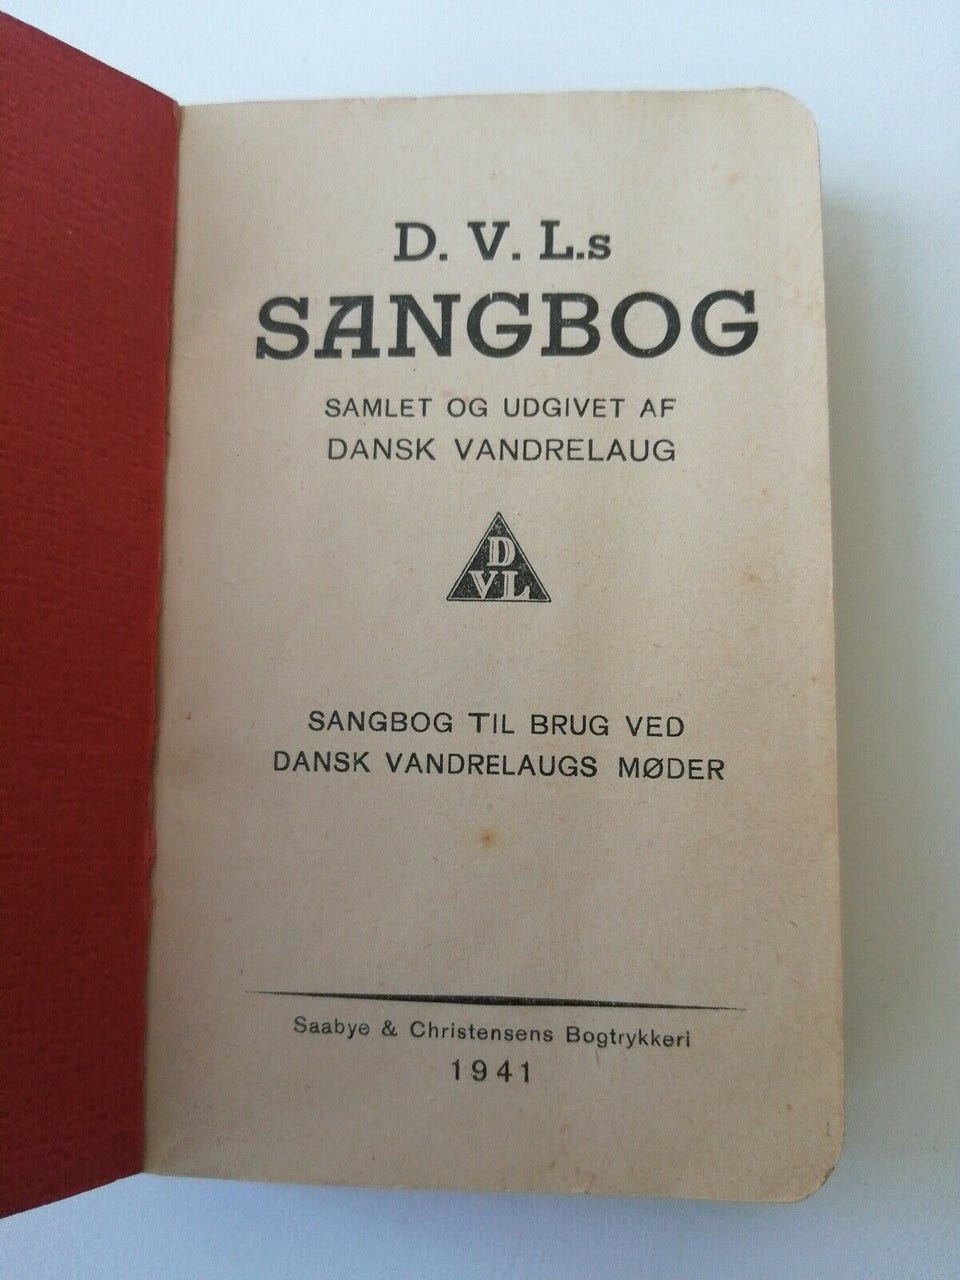 D. V. L.s
SANGBOG
SAMLET OG UDGIVET AF
DANSK VANDRELAUG
D
VL
SANGBOG TIL BRUG VED
DANSK VANDRELAUGS MØDER
Saabye & Christensens Bogtrykkeri
1941